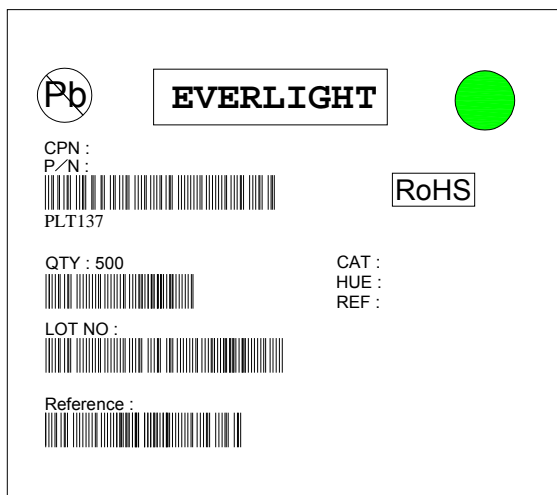 Pb
EVERLIGHT
CPN :
P/N :
RoHS
PLT137
QTY : 500
CAT :
HUE :
REF :
LOT NO :
Reference :